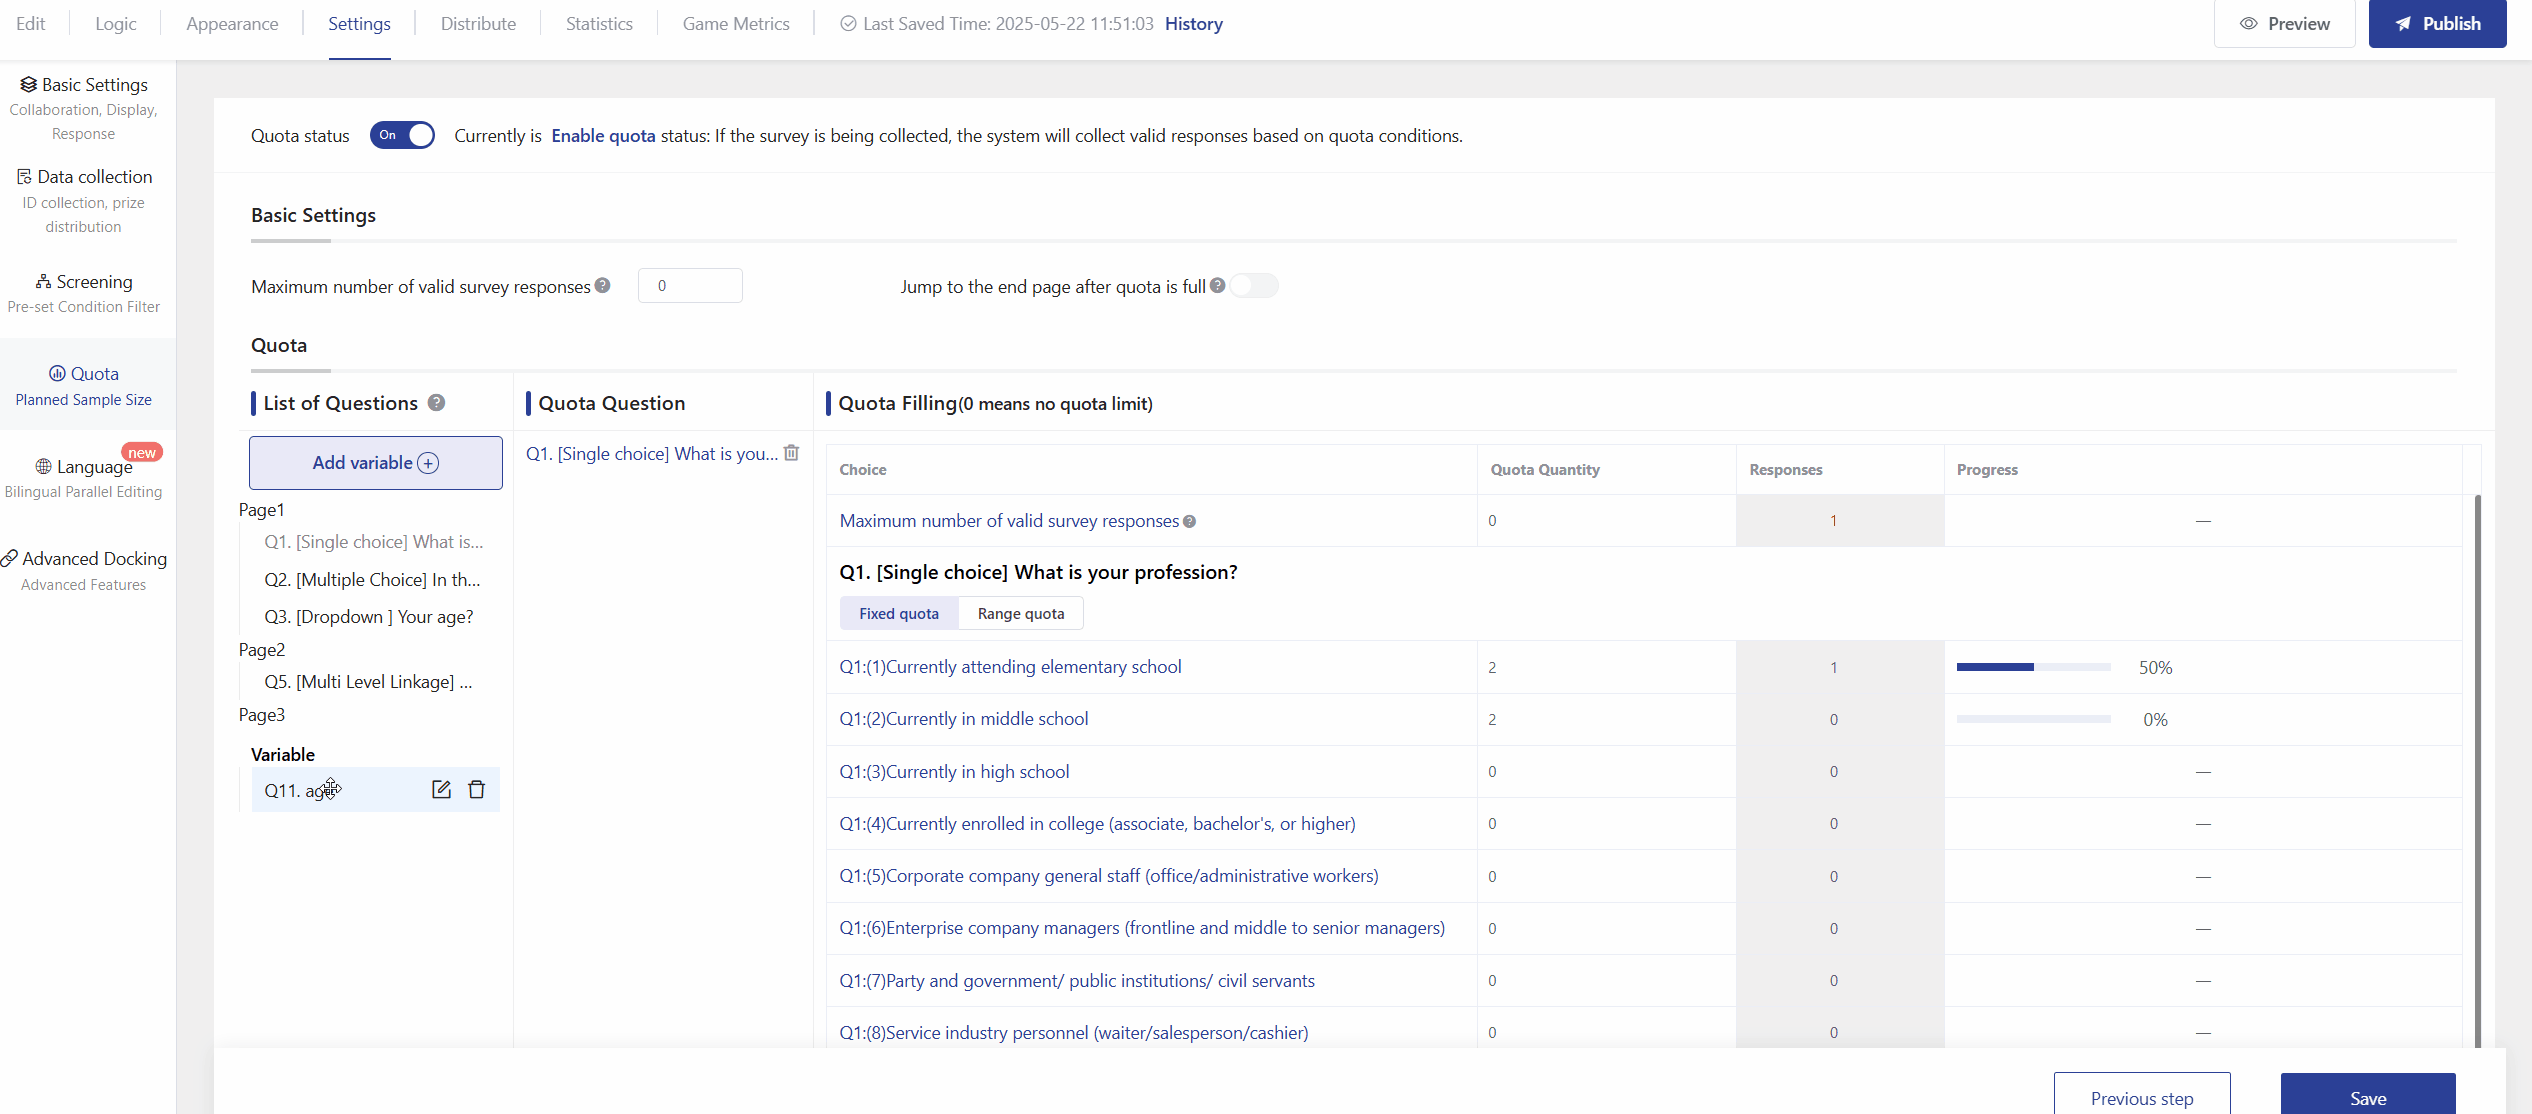 Edit
Logic
Appearance
Settings
Distribute
Statistics
Game Metrics
Last Saved Time: 2025-05-22 11:51:03 History
Preview
Publish
Basic Settings
Collaboration, Display,
Response
Data collection
ID collection, prize
distribution
Screening
Pre-set Condition Filter
Quota
Planned Sample Size
new
Language
Bilingual Parallel Editing
Advanced Docking
Advanced Features
Quota status On Currently is Enable quota status: If the survey is being collected, the system will collect valid responses based on quota conditions.
Basic Settings
Maximum number of valid survey responses ? 0
Jump to the end page after quota is full ?
Quota
List of Questions ?
Add variable
Page1
Q1. [Single choice] What is...
Q2. [Multiple Choice] In th...
Q3. [Dropdown ] Your age?
Page2
Q5. [Multi Level Linkage] ...
Page3
Variable
Q11.
Quota Question
Q1. [Single choice] What is you...
Quota Filling(0 means no quota limit)
Choice Quota Quantity Responses Progress
Maximum number of valid survey responses ? 0 1 —
Q1. [Single choice] What is your profession?
Fixed quota Range quota
Q1:(1)Currently attending elementary school 2 1 50%
Q1:(2)Currently in middle school 2 0 0%
Q1:(3)Currently in high school 0 0 —
Q1:(4)Currently enrolled in college (associate, bachelor's, or higher) 0 0 —
Q1:(5)Corporate company general staff (office/administrative workers) 0 0 —
Q1:(6)Enterprise company managers (frontline and middle to senior managers) 0 0 —
Q1:(7)Party and government/ public institutions/ civil servants 0 0 —
Q1:(8)Service industry personnel (waiter/salesperson/cashier) 0 0 —
Previous step
Save